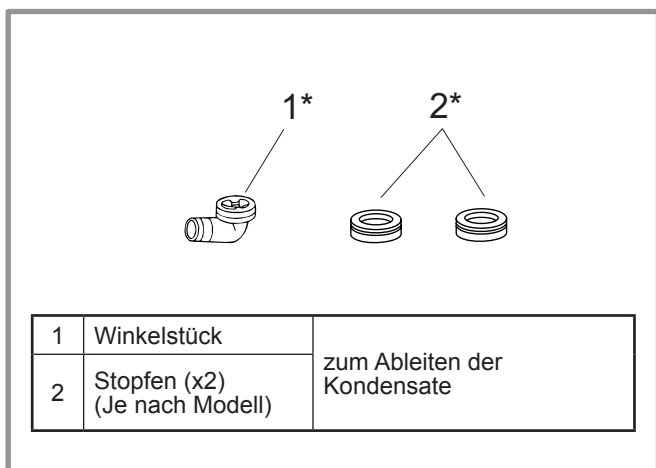 1*
2*
1 Winkelstück
zum Ableiten der
Kondensate
2 Stopfen (x2)
(Je nach Modell)